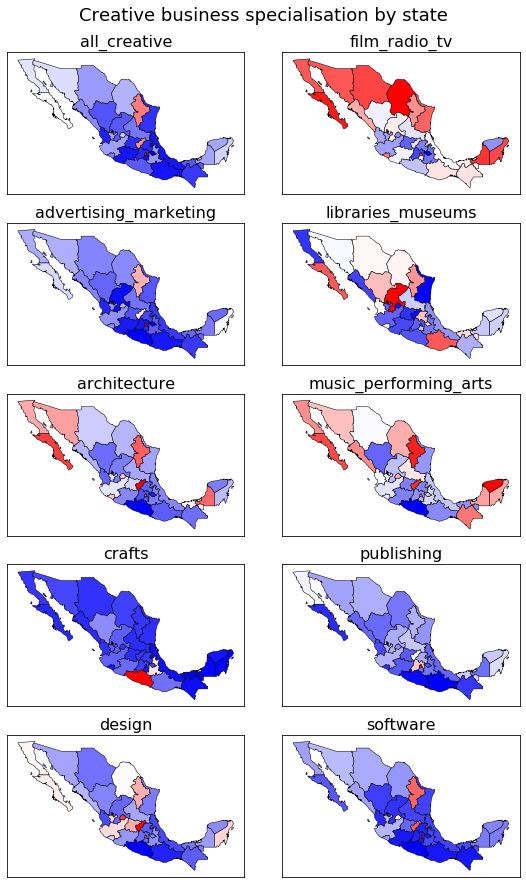 Creative business specialisation by state
all_creative
film_radio_tv
advertising_marketing
libraries_museums
architecture
music_performing_arts
crafts
publishing
design
software